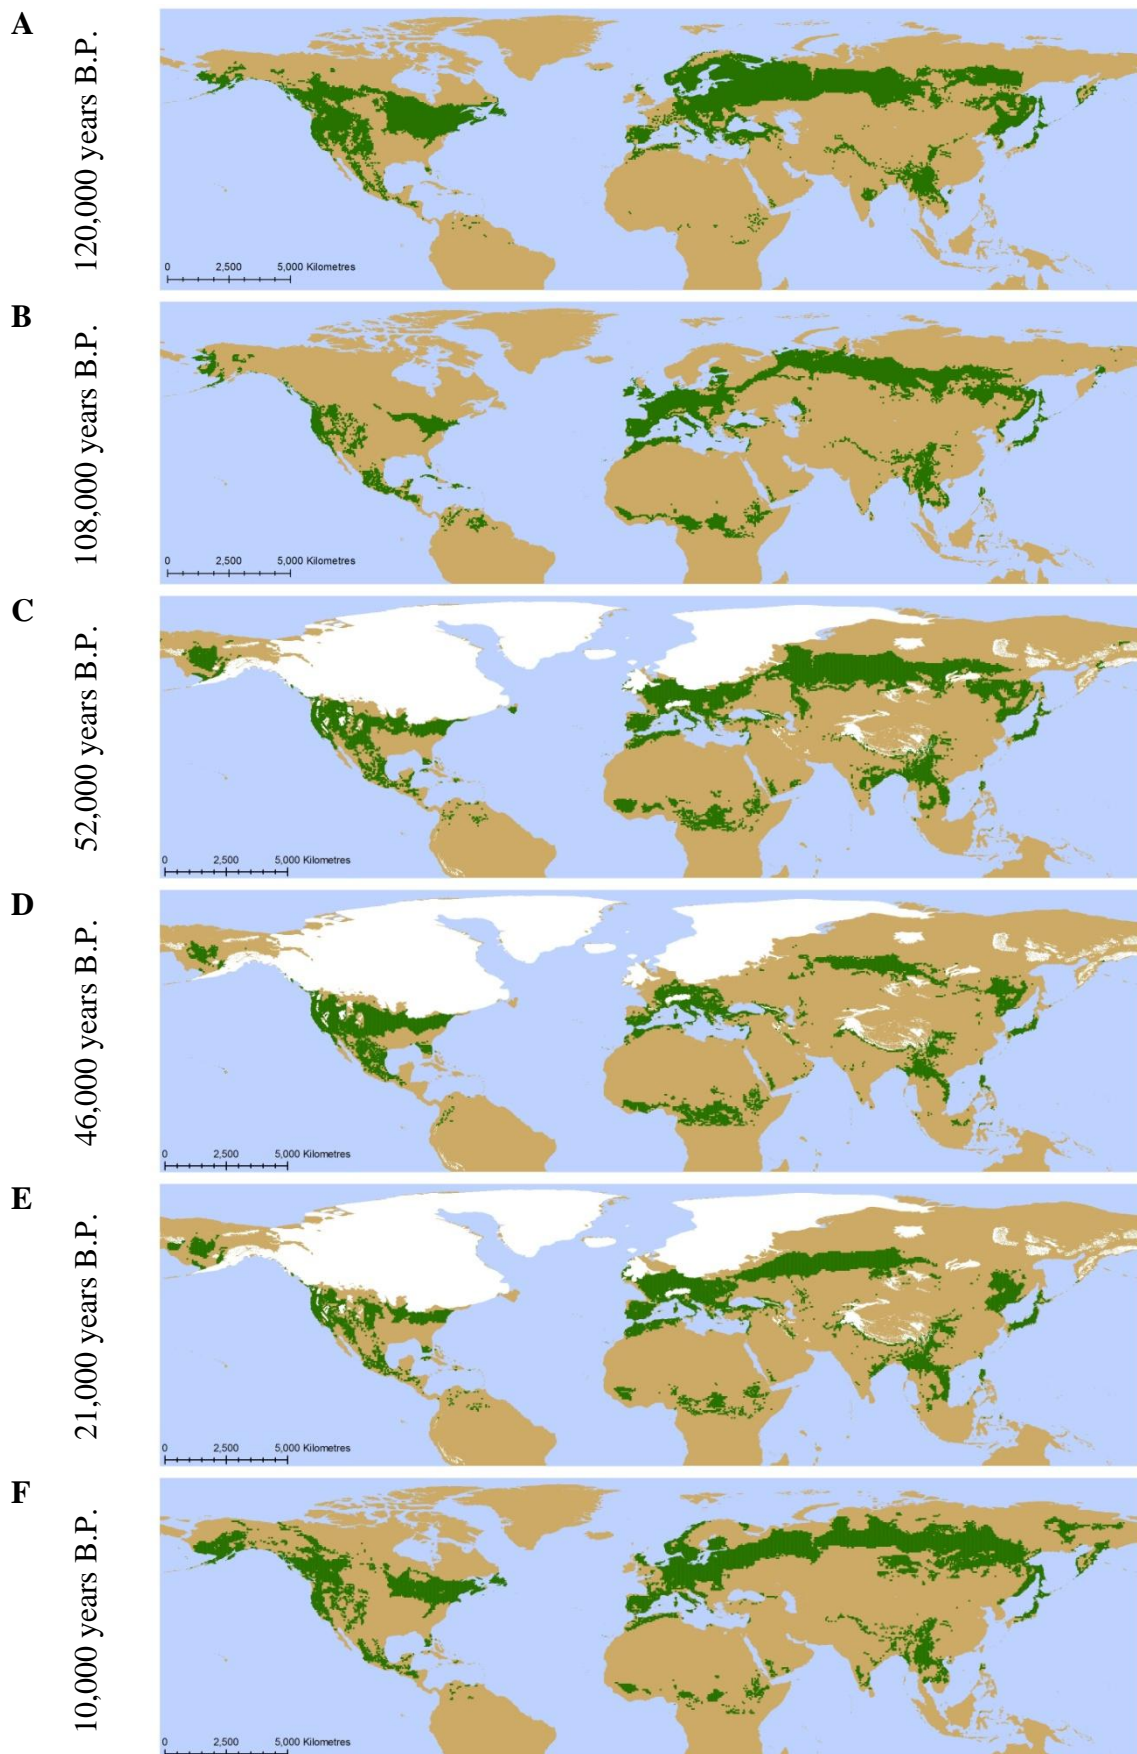 A
120,000 years B.P.
0 2,500 5,000 Kilometres
B
108,000 years B.P.
0 2,500 5,000 Kilometres
C
52,000 years B.P.
0 2,500 5,000 Kilometres
D
46,000 years B.P.
0 2,500 5,000 Kilometres
E
21,000 years B.P.
0 2,500 5,000 Kilometres
F
10,000 years B.P.
0 2,500 5,000 Kilometres